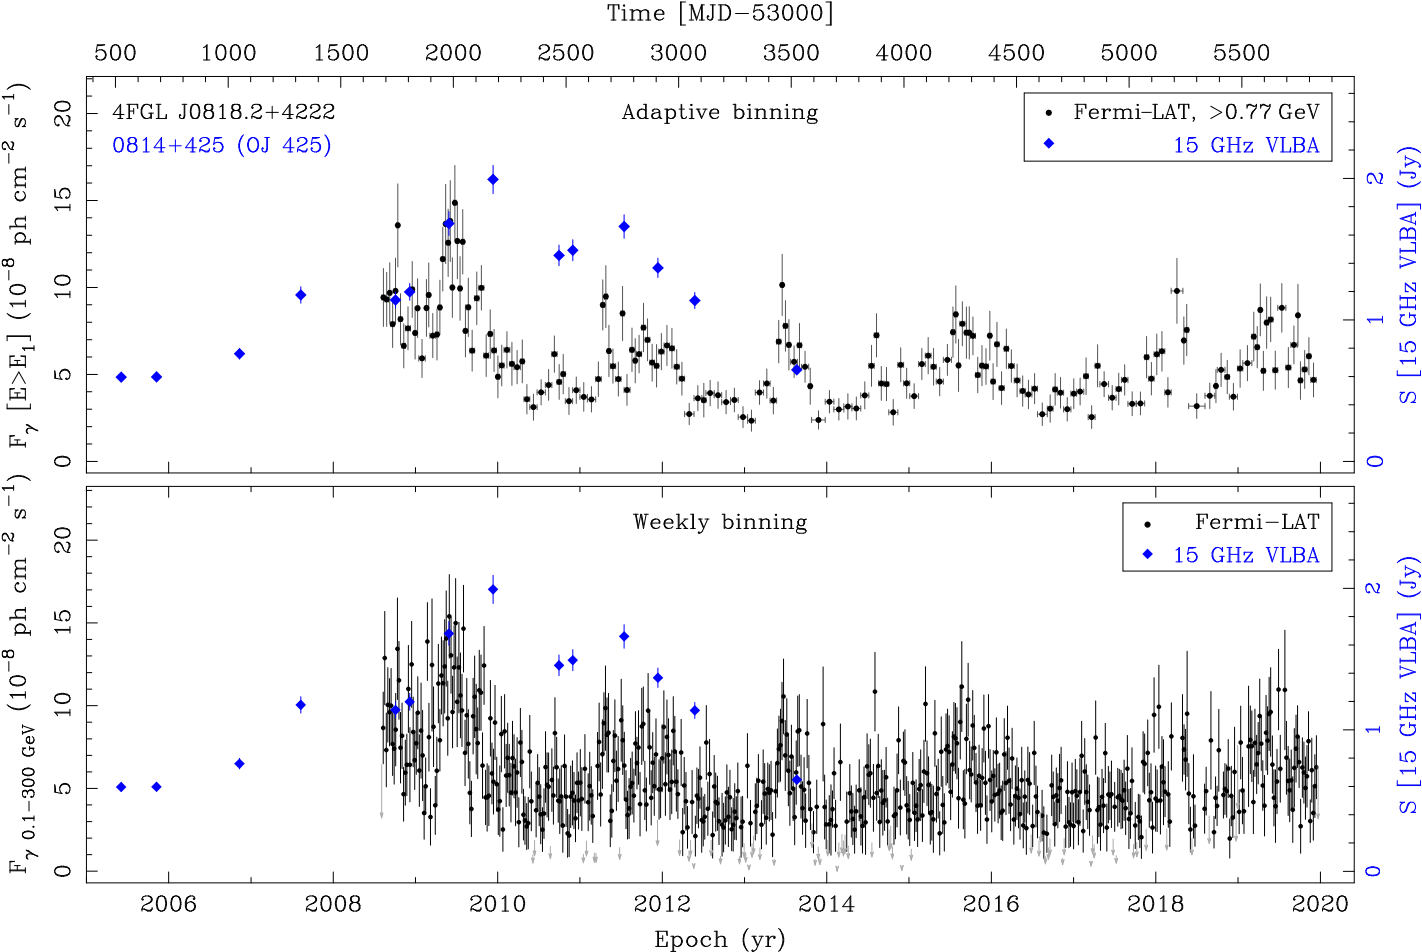 Time [MJD−53000]
500 1000 1500 2000 2500 3000 3500 4000 4500 5000 5500
4FGL J0818.2+4222
0814+425 (OJ 425)
Adaptive binning
Fermi−LAT, >0.77 GeV
15 GHz VLBA
20
15
10
5
0
F_γ [E>E_1] (10^−8 ph cm^−2 s^−1)
2
1
0
S [15 GHz VLBA] (Jy)
Weekly binning
Fermi−LAT
15 GHz VLBA
20
15
10
5
0
F_γ 0.1−300 GeV (10^−8 ph cm^−2 s^−1)
2
1
0
S [15 GHz VLBA] (Jy)
2006 2008 2010 2012 2014 2016 2018 2020
Epoch (yr)